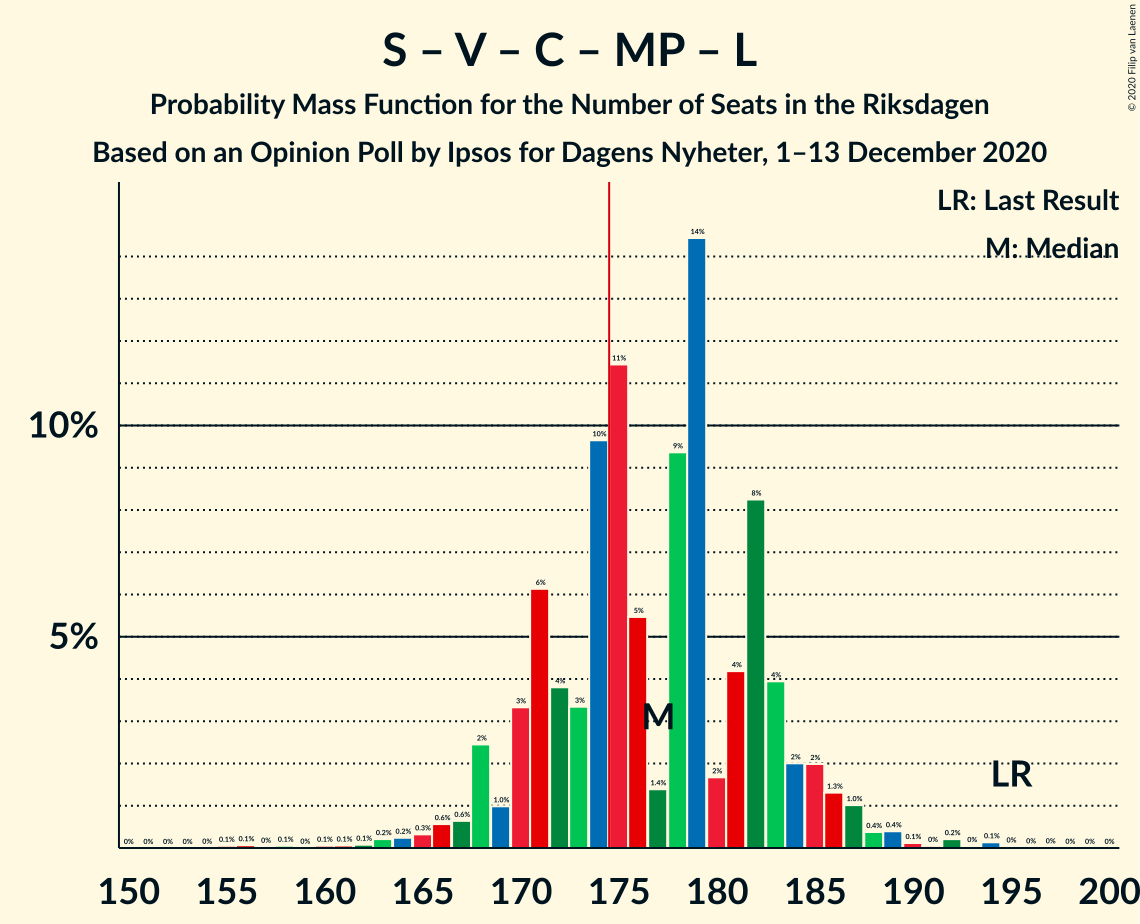 S – V – C – MP – L
Probability Mass Function for the Number of Seats in the Riksdagen
Based on an Opinion Poll by Ipsos for Dagens Nyheter, 1–13 December 2020
© 2020 Filip van Laenen
LR: Last Result
M: Median
10%
5%
0% 0% 0% 0% 0% 0.1% 0.1% 0% 0.1% 0% 0.1% 0.1% 0.1% 0.2% 0.2% 0.3% 0.6% 0.6% 2% 1.0% 3% 6% 4% 3% 10% 11% 5% 1.4% 9% 14% 2% 4% 8% 4% 2% 2% 1.3% 1.0% 0.4% 0.4% 0.1% 0% 0.2% 0% 0.1% 0% 0% 0% 0% 0% 0%
M
LR
150 155 160 165 170 175 180 185 190 195 200